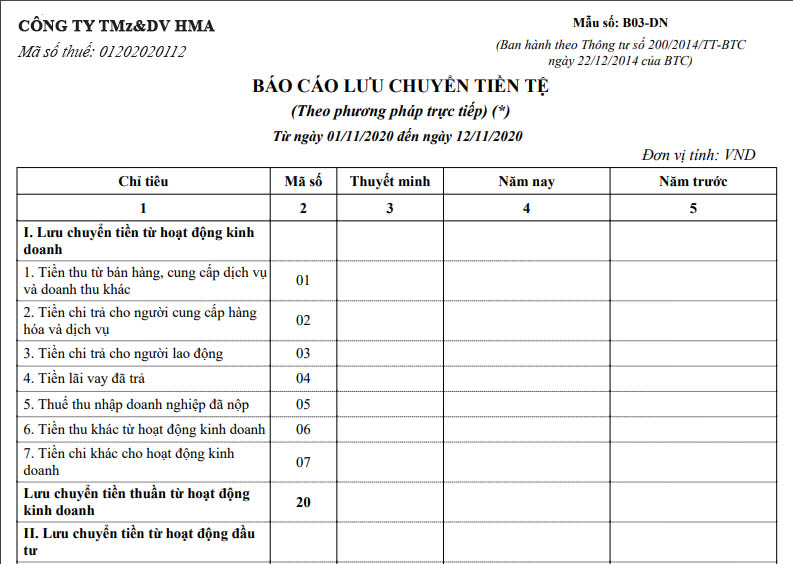 CÔNG TY TMz&DV HMA
Mã số thuế: 01202020112
Mẫu số: B03-DN
(Ban hành theo Thông tư số 200/2014/TT-BTC
ngày 22/12/2014 của BTC)
BÁO CÁO LƯU CHUYỂN TIỀN TỆ
(Theo phương pháp trực tiếp) (*)
Từ ngày 01/11/2020 đến ngày 12/11/2020
Đơn vị tính: VND
Chỉ tiêu Mã số Thuyết minh Năm nay Năm trước
1 2 3 4 5
I. Lưu chuyển tiền từ hoạt động kinh
doanh
1. Tiền thu từ bán hàng, cung cấp dịch vụ
và doanh thu khác 01
2. Tiền chi trả cho người cung cấp hàng
hóa và dịch vụ 02
3. Tiền chi trả cho người lao động 03
4. Tiền lãi vay đã trả 04
5. Thuế thu nhập doanh nghiệp đã nộp 05
6. Tiền thu khác từ hoạt động kinh doanh 06
7. Tiền chi khác cho hoạt động kinh
doanh 07
Lưu chuyển tiền thuần từ hoạt động
kinh doanh 20
II. Lưu chuyển tiền từ hoạt động đầu
tư